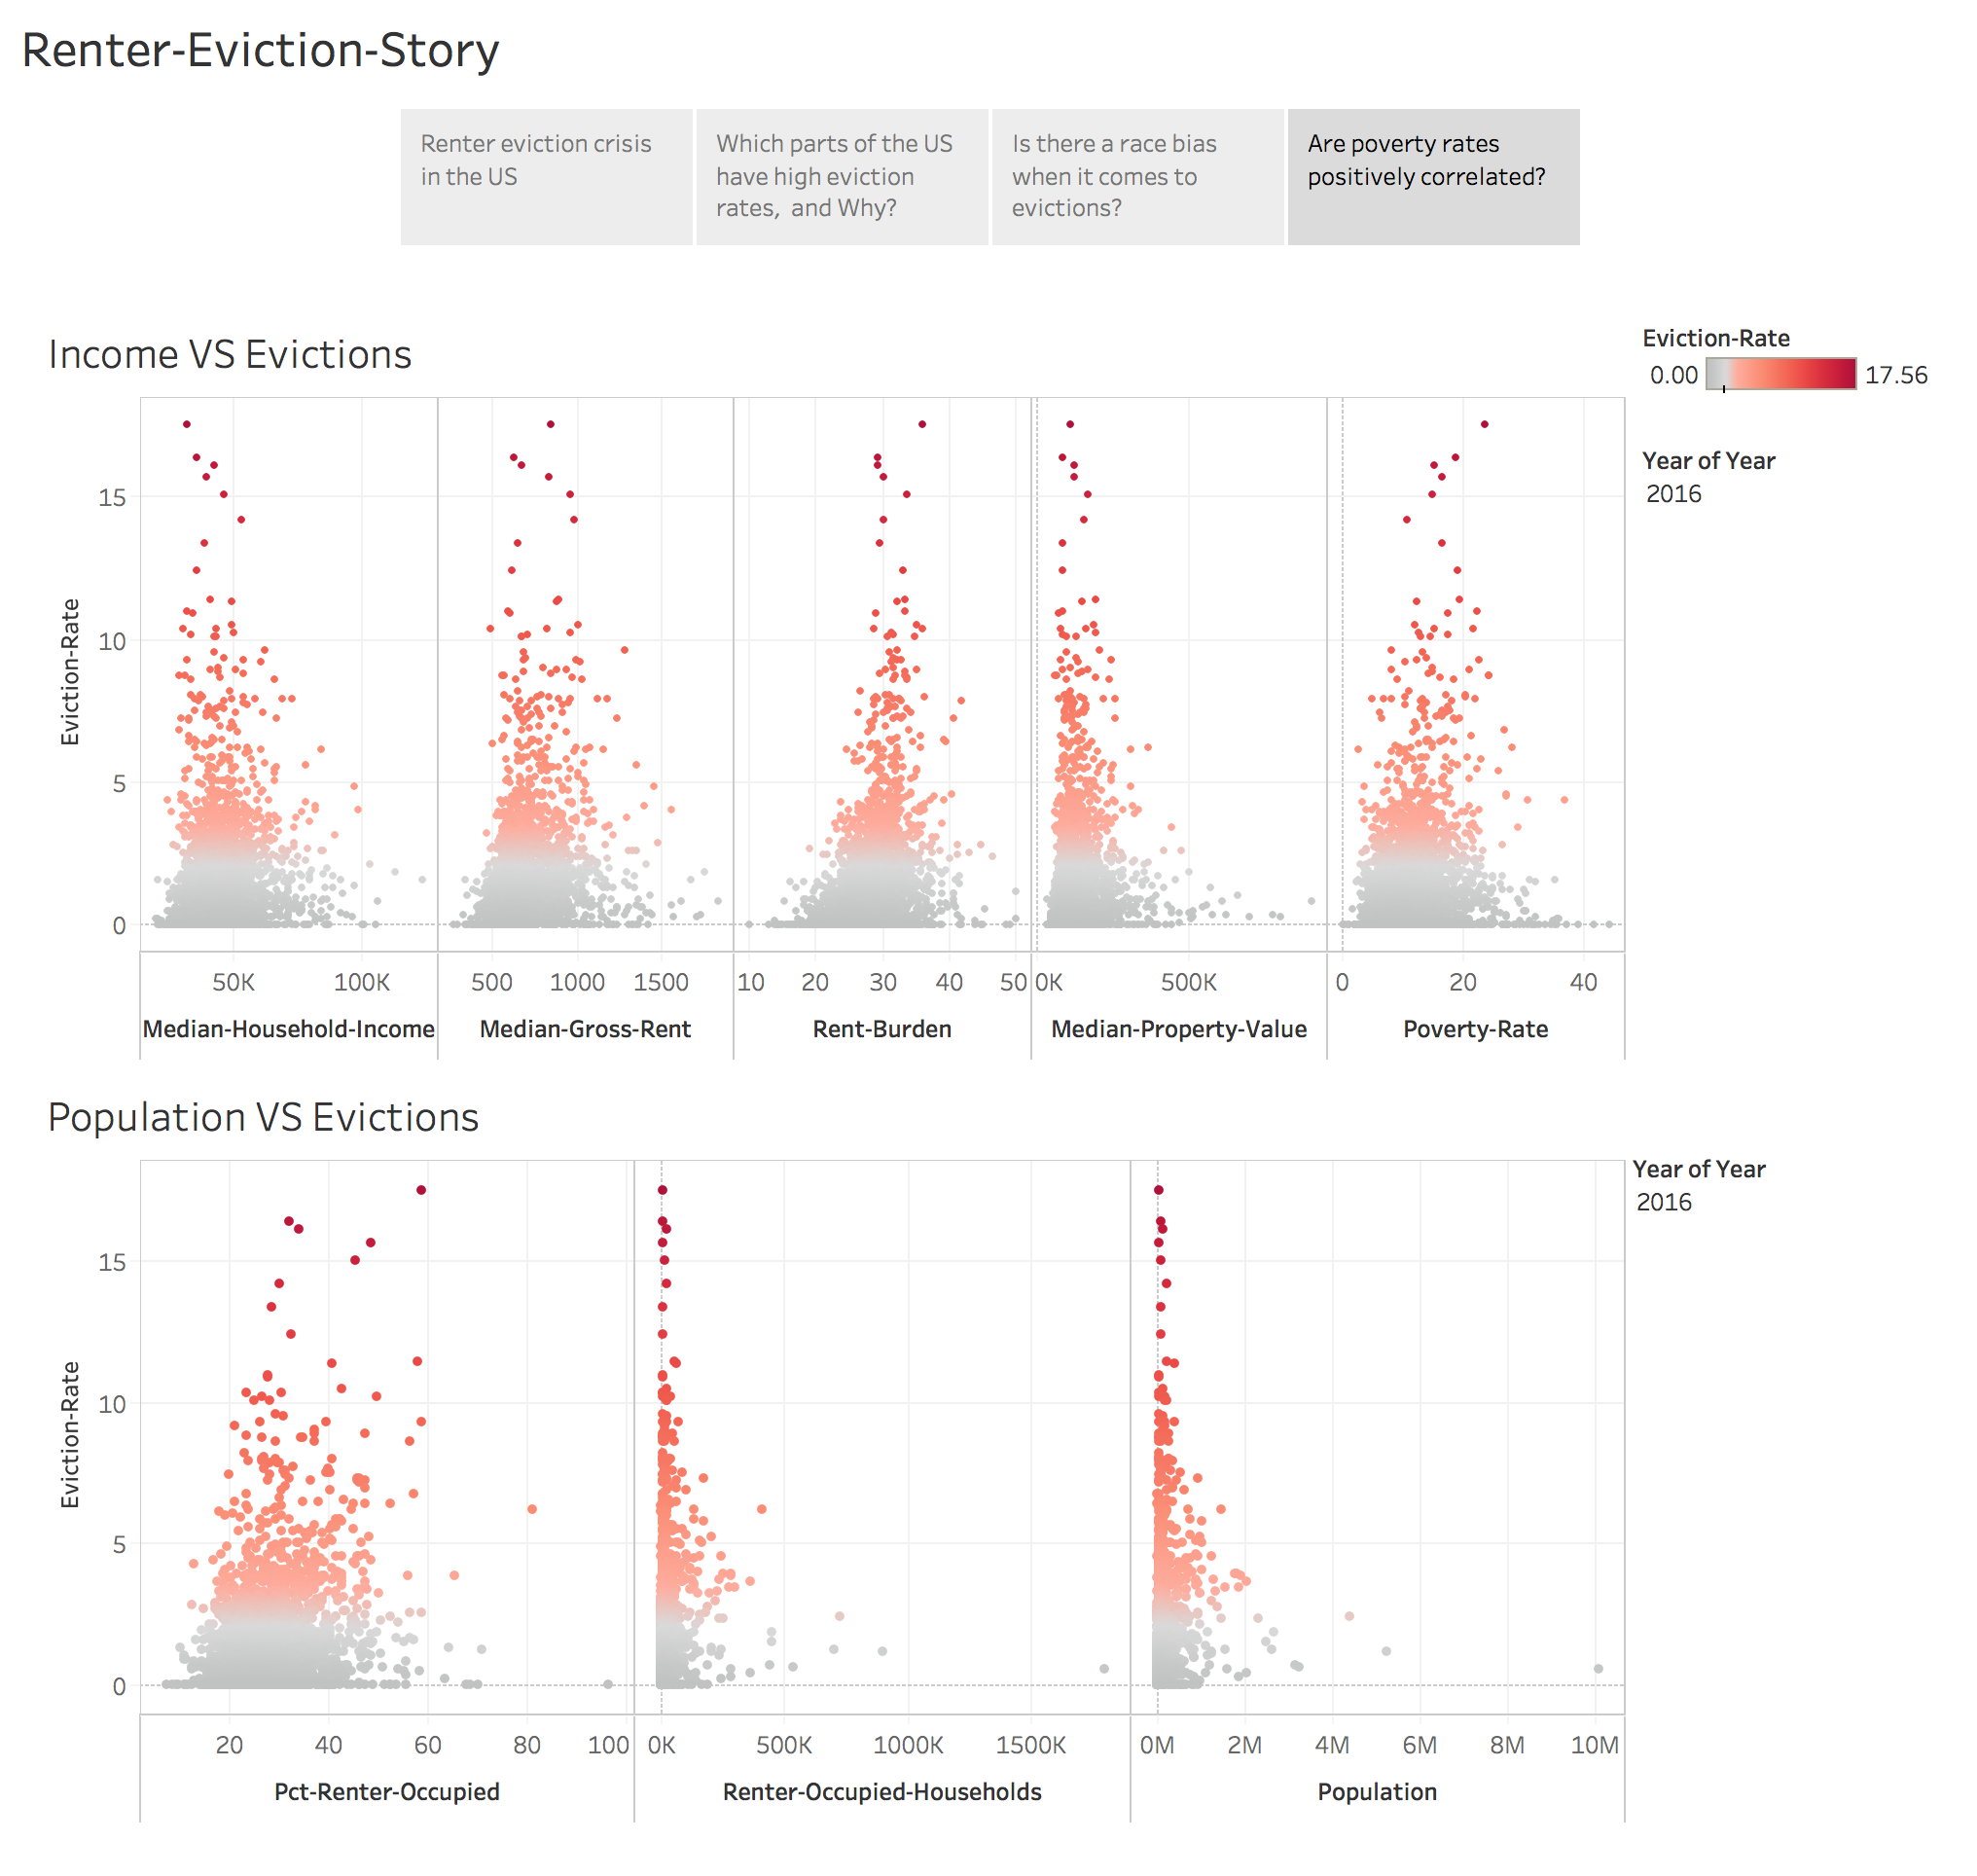 Renter-Eviction-Story
Renter eviction crisis
in the US
Which parts of the US
have high eviction
rates,  and Why?
Is there a race bias
when it comes to
evictions?
Are poverty rates
positively correlated?
Income VS Evictions
Eviction-Rate
0.00 17.56
Year of Year
2016
Eviction-Rate
15
10
5
0
50K 100K 500 1000 1500 10 20 30 40 50 0K 500K 0 20 40
Median-Household-Income Median-Gross-Rent Rent-Burden Median-Property-Value Poverty-Rate
Population VS Evictions
Year of Year
2016
Eviction-Rate
15
10
5
0
20 40 60 80 100 0K 500K 1000K 1500K 0M 2M 4M 6M 8M 10M
Pct-Renter-Occupied Renter-Occupied-Households Population